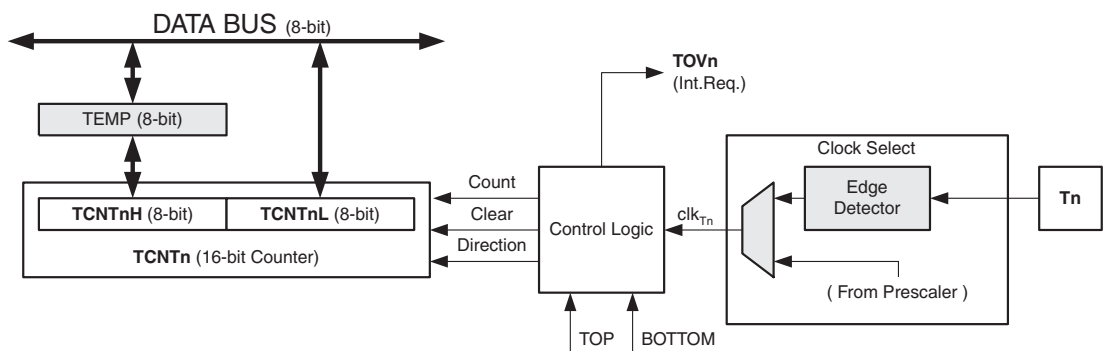 DATA BUS (8-bit)
TEMP (8-bit)
TCNTnH (8-bit)
TCNTnL (8-bit)
TCNTn (16-bit Counter)
Count
Clear
Direction
Control Logic
TOVn
(Int.Req.)
TOP
BOTTOM
clkTn
Clock Select
Edge
Detector
( From Prescaler )
Tn